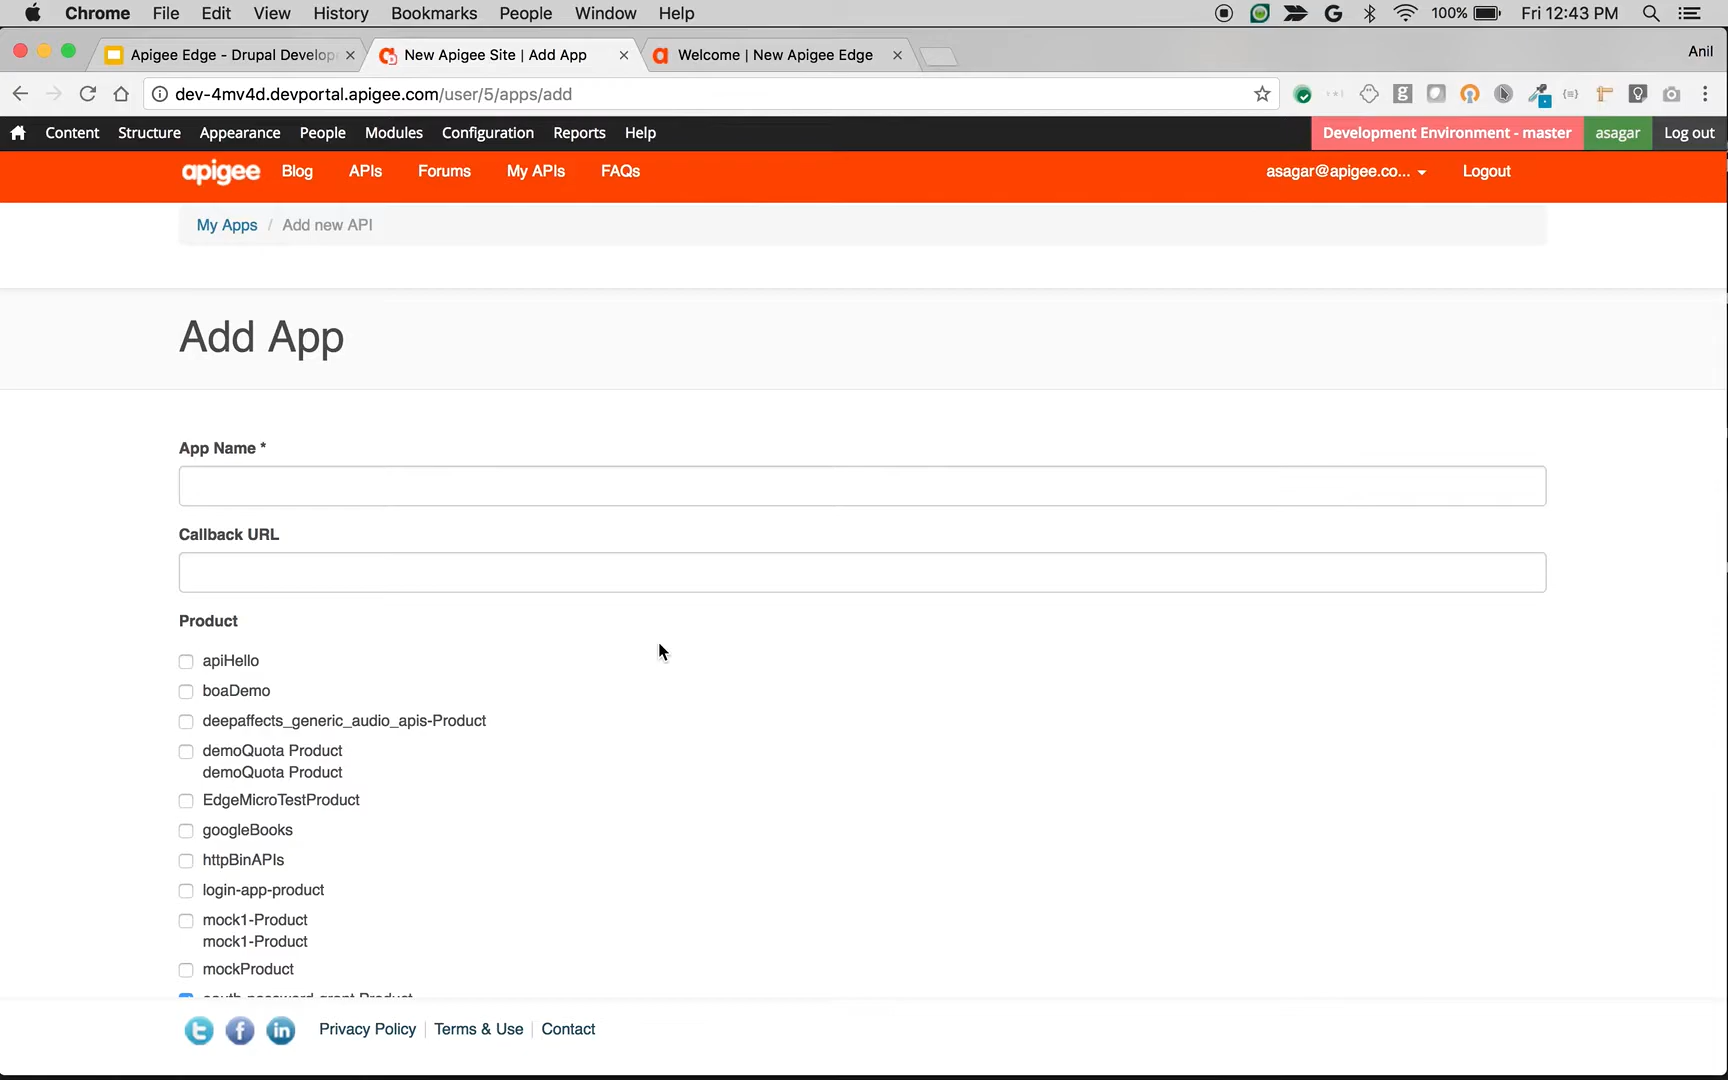 Chrome File Edit View History Bookmarks People Window Help 100% Fri 12:43 PM
Apigee Edge - Drupal Develop New Apigee Site | Add App Welcome | New Apigee Edge Anil
dev-4mv4d.devportal.apigee.com/user/5/apps/add
Content Structure Appearance People Modules Configuration Reports Help Development Environment - master asagar Log out
apigee Blog APIs Forums My APIs FAQs asagar@apigee.co... Logout
My Apps / Add new API
Add App
App Name *
Callback URL
Product
apiHello
boaDemo
deepaffects_generic_audio_apis-Product
demoQuota Product
demoQuota Product
EdgeMicroTestProduct
googleBooks
httpBinAPIs
login-app-product
mock1-Product
mock1-Product
mockProduct
oauth-password-grant-Product
Privacy Policy Terms & Use Contact